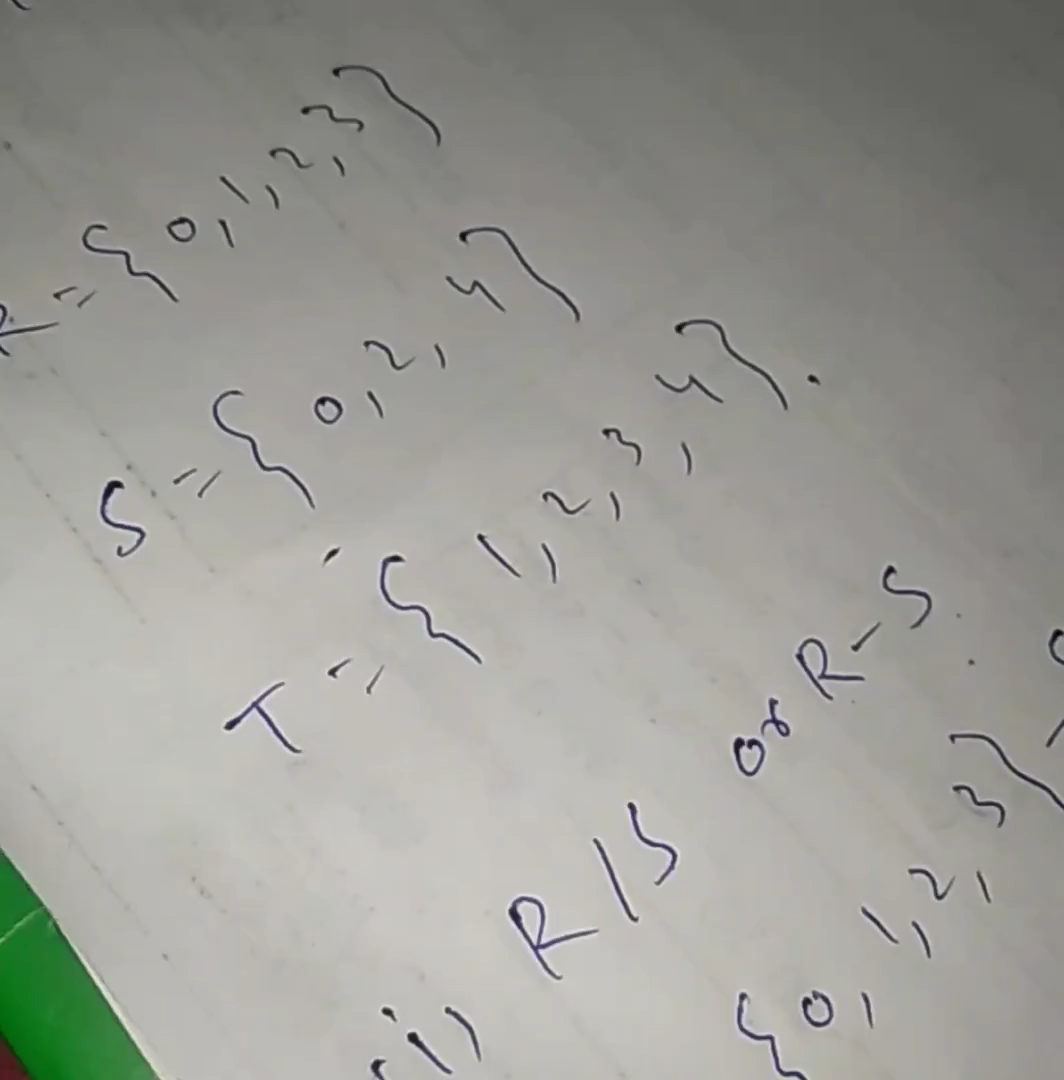 R = {0, 1, 2, 3}
S = {0, 2, 4}
T = {1, 2, 3, 4}.
ii) R / S or R - S
{0, 1, 2, 3}